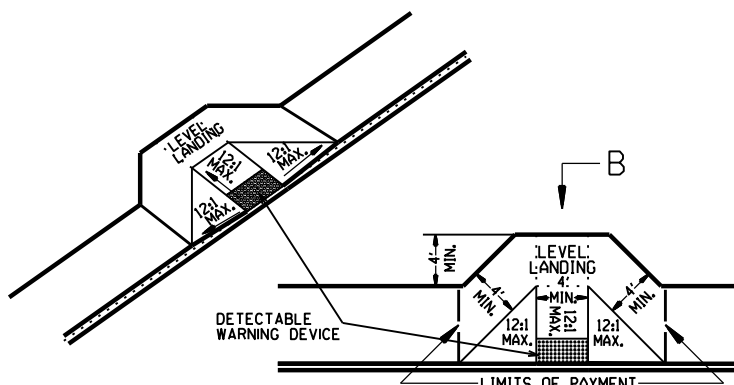 LEVEL
LANDING
12:1
MAX.
12:1
MAX.
12:1
MAX.
B
4'
MIN.
LEVEL
LANDING
4'
MIN.
4'
MIN.
4'
MIN.
12:1
MAX.
12:1
MAX.
12:1
MAX.
DETECTABLE
WARNING DEVICE
LIMITS OF PAYMENT